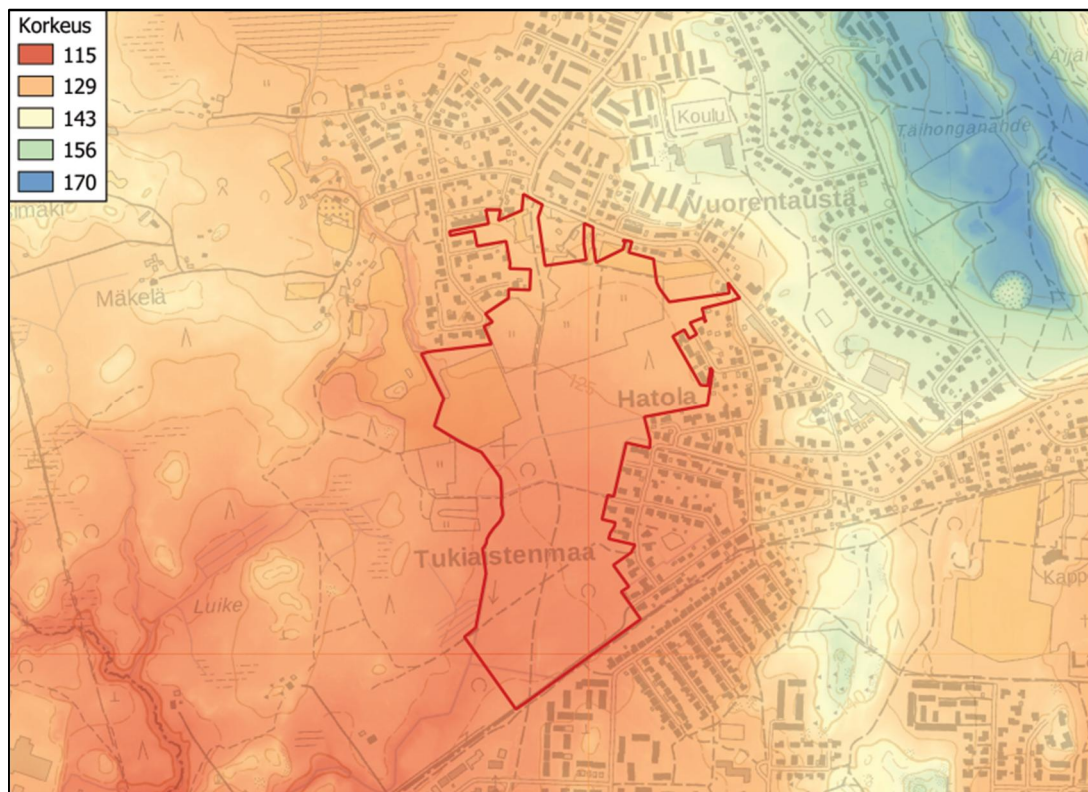 Korkeus
115
129
143
156
170
Koulu
Taihonganahde
Vuorentausta
Mäkelä
125
Hatola
Tukiaistenmaa
Luike